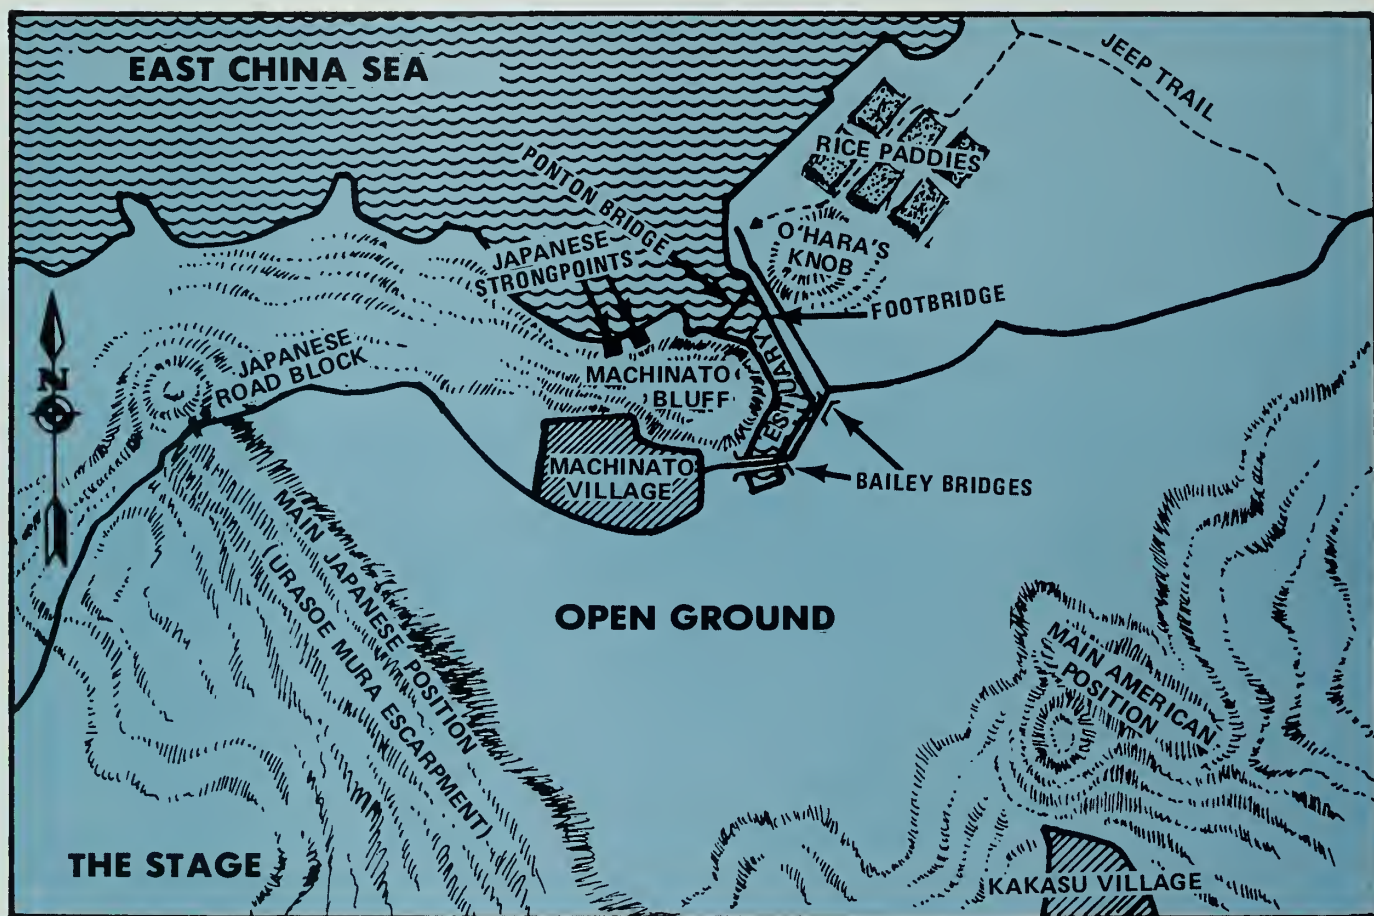 EAST CHINA SEA
JEEP TRAIL
RICE PADDIES
PONTON BRIDGE
O'HARA'S
KNOB
JAPANESE
STRONGPOINTS
FOOTBRIDGE
JAPANESE
ROAD BLOCK
N
MACHINATO
BLUFF
ESTUARY
MACHINATO
VILLAGE
BAILEY BRIDGES
MAIN JAPANESE POSITION
(URASOE MURA ESCARPMENT)
OPEN GROUND
MAIN AMERICAN
POSITION
THE STAGE
KAKASU VILLAGE